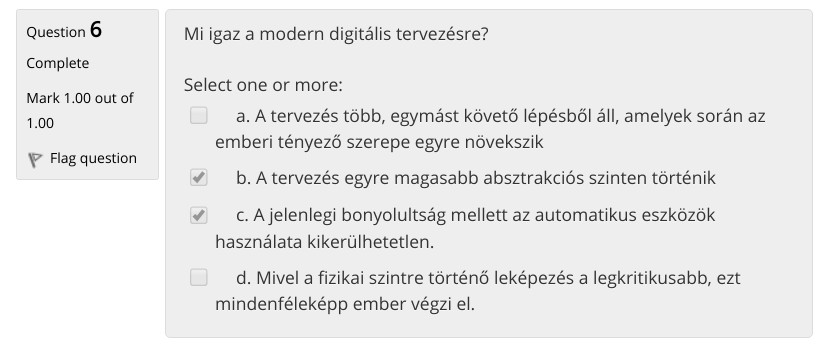 Question 6
Complete
Mark 1.00 out of
1.00
Flag question
Mi igaz a modern digitális tervezésre?
Select one or more:
a. A tervezés több, egymást követő lépésből áll, amelyek során az
emberi tényező szerepe egyre növekszik
b. A tervezés egyre magasabb absztrakciós szinten történik
c. A jelenlegi bonyolultság mellett az automatikus eszközök
használata kikerülhetetlen.
d. Mivel a fizikai szintre történő leképezés a legkritikusabb, ezt
mindenféleképp ember végzi el.